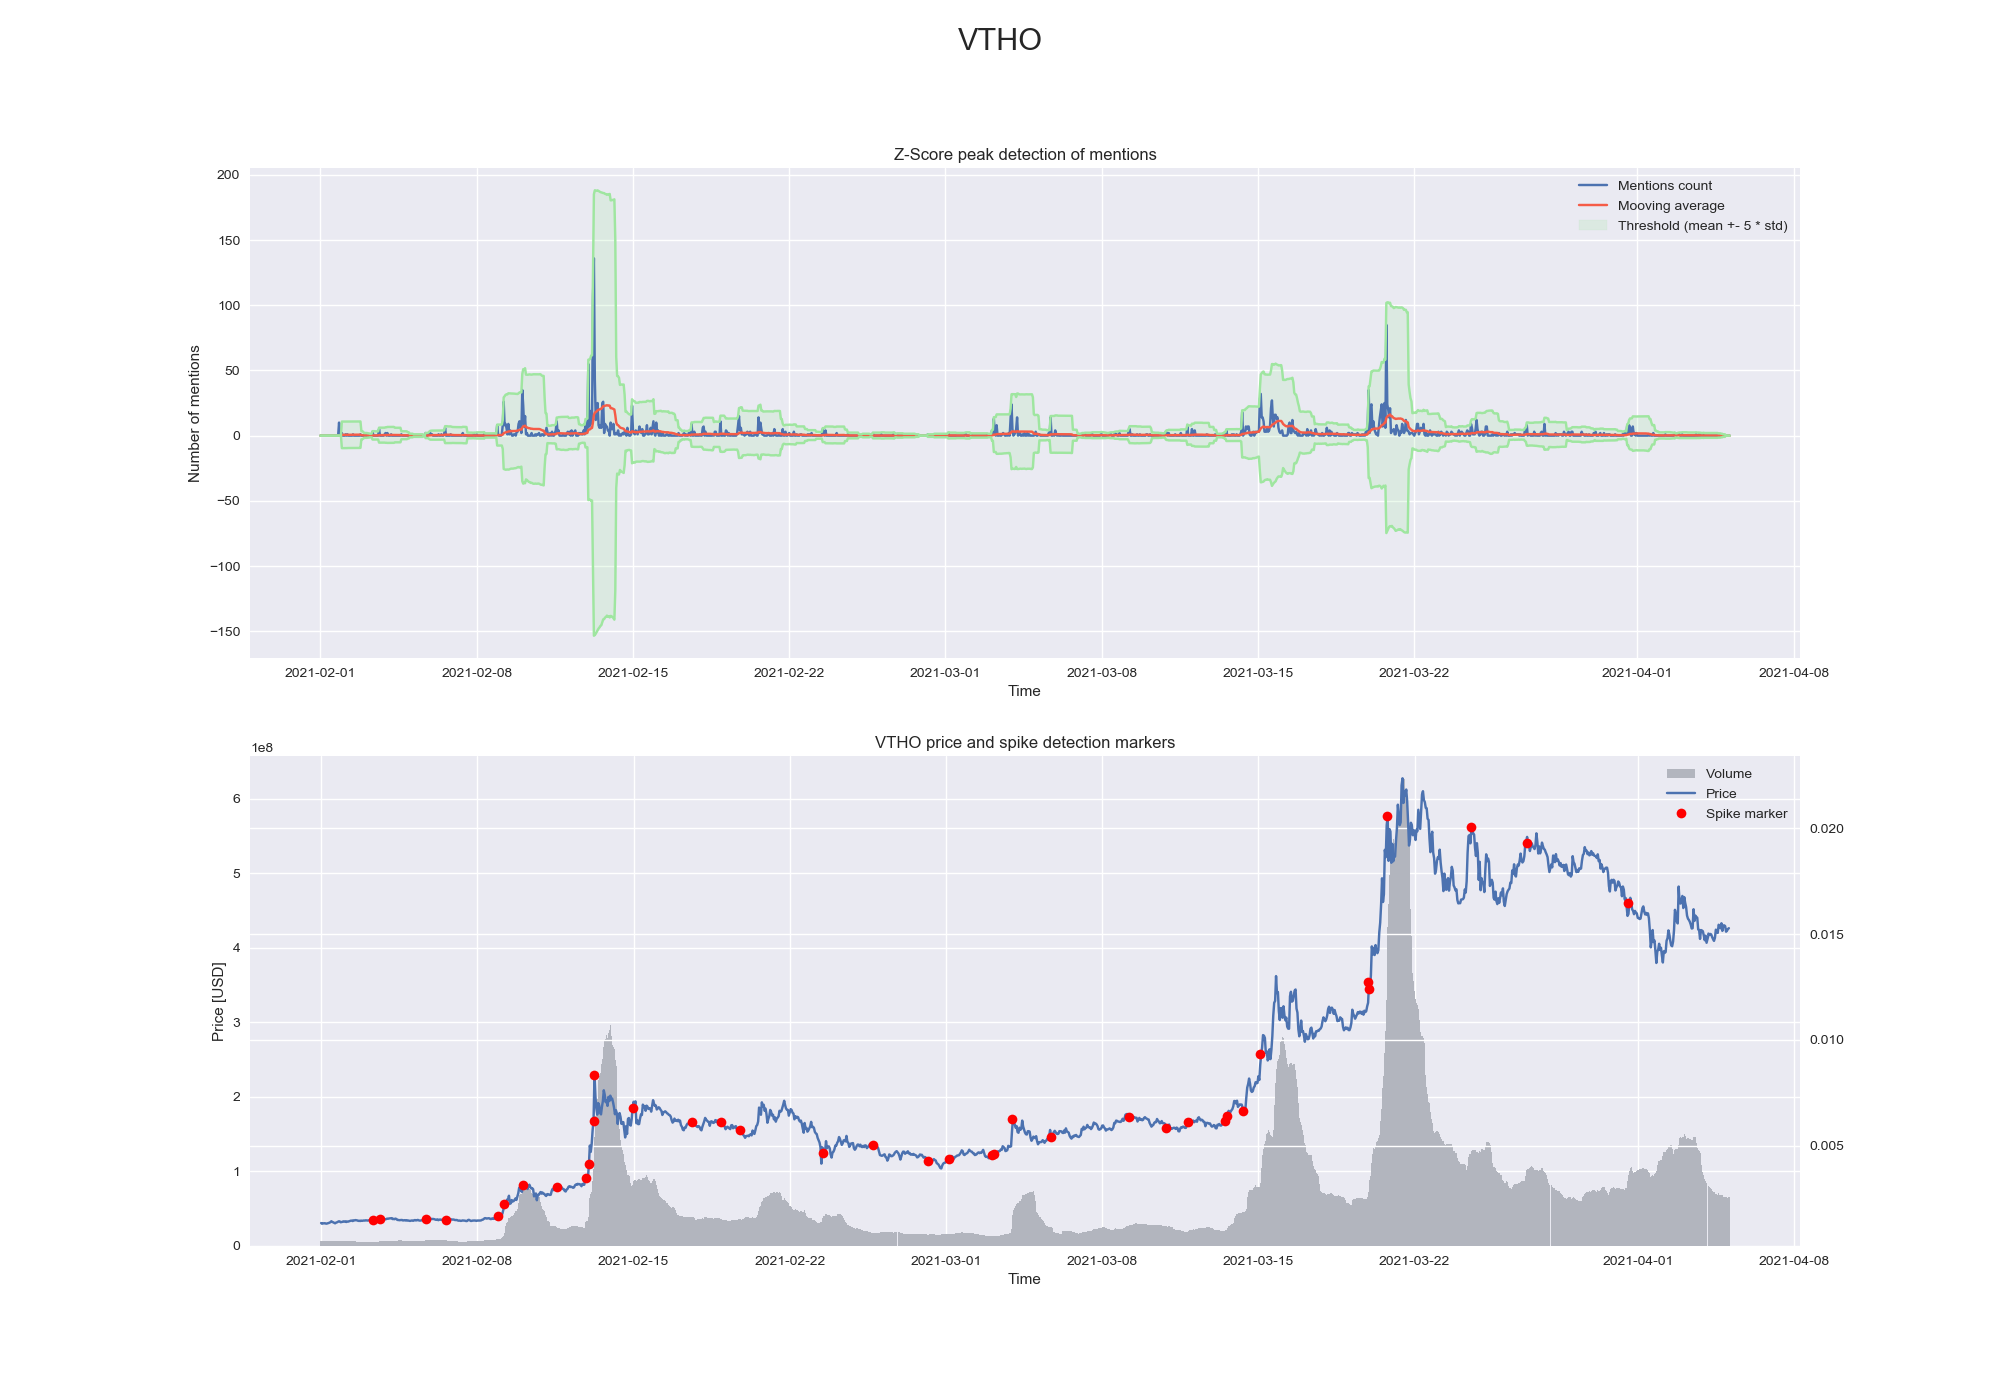 VTHO
Z-Score peak detection of mentions
200
150
100
50
0
−50
−100
−150
Number of mentions
Mentions count
Mooving average
Threshold (mean +- 5 * std)
2021-02-01 2021-02-08 2021-02-15 2021-02-22 2021-03-01 2021-03-08 2021-03-15 2021-03-22 2021-04-01 2021-04-08
Time
VTHO price and spike detection markers
1e8
6
5
4
3
2
1
0
Price [USD]
Volume
Price
Spike marker
0.020
0.015
0.010
0.005
2021-02-01 2021-02-08 2021-02-15 2021-02-22 2021-03-01 2021-03-08 2021-03-15 2021-03-22 2021-04-01 2021-04-08
Time